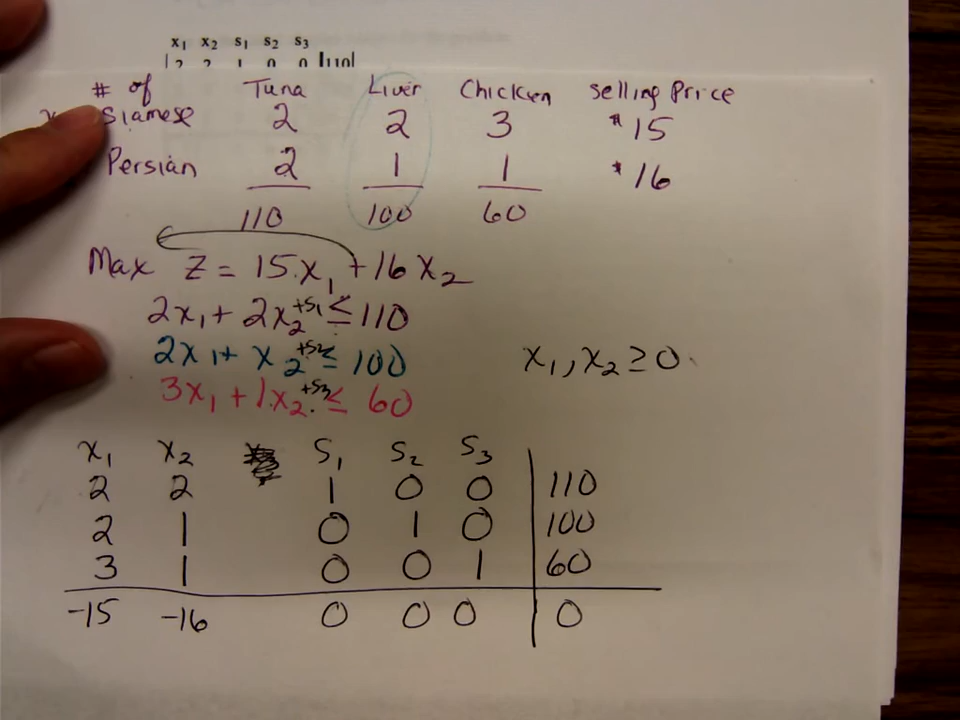 x1 x2 s1 s2 s3
# of Tuna Liver Chicken Selling Price
Siamese 2 2 3 $15
Persian 2 1 1 $16
110 100 60
Max Z = 15x1 + 16x2
2x1 + 2x2 +S1 ≤ 110
2x1 + x2 +S2 ≤ 100 x1, x2 ≥ 0
3x1 + 1x2 +S3 ≤ 60
x1 x2 S1 S2 S3
2 2 1 0 0 110
2 1 0 1 0 100
3 1 0 0 1 60
-15 -16 0 0 0 0